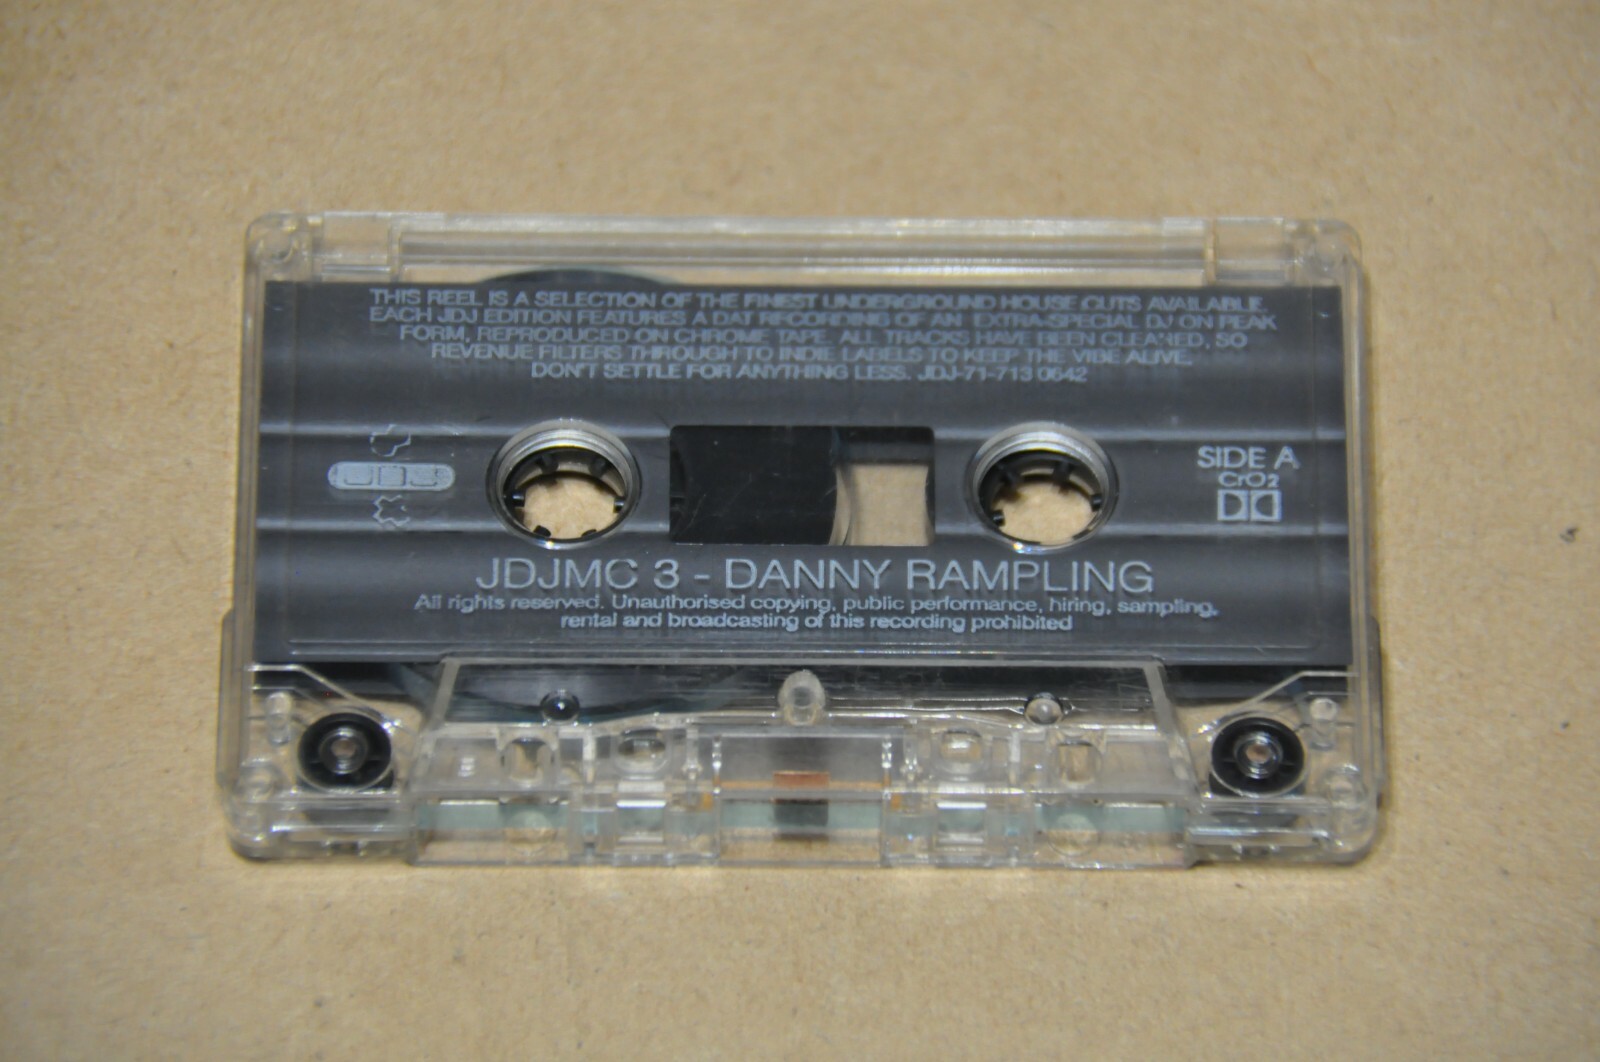 THIS REEL IS A SELECTION OF THE FINEST UNDERGROUND HOUSE CUTS AVAILABLE.
EACH JDJ EDITION FEATURES A DAT RECORDING OF AN EXTRA-SPECIAL DJ ON PEAK
FORM, REPRODUCED ON CHROME TAPE. ALL TRACKS HAVE BEEN CLEARED, SO
REVENUE FILTERS THROUGH TO INDIE LABELS TO KEEP THE VIBE ALIVE.
DON'T SETTLE FOR ANYTHING LESS. JDJ-71-713 0642
JDJ
SIDE A
CrO2
JDJMC 3 - DANNY RAMPLING
All rights reserved. Unauthorised copying, public performance, hiring, sampling,
rental and broadcasting of this recording prohibited